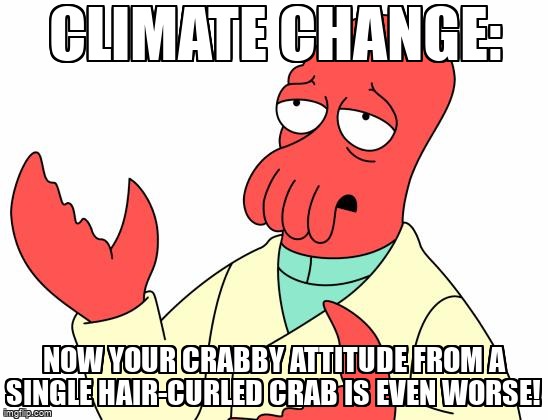 CLIMATE CHANGE:
NOW YOUR CRABBY ATTITUDE FROM A
SINGLE HAIR-CURLED CRAB IS EVEN WORSE!
imgflip.com